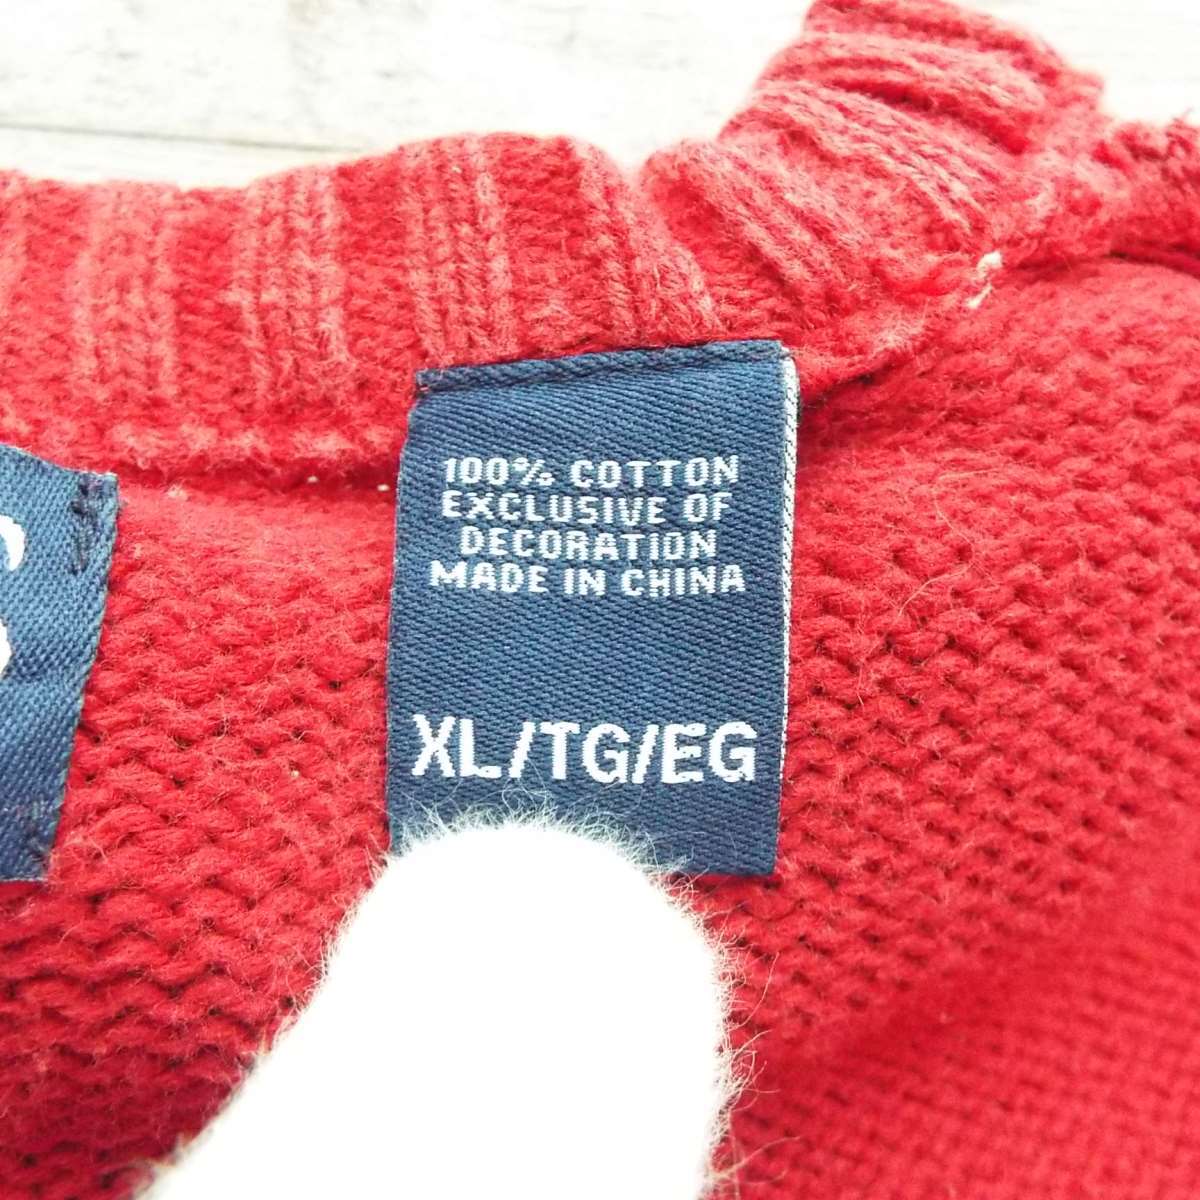 100% COTTON
EXCLUSIVE OF
DECORATION
MADE IN CHINA
XL/TG/EG